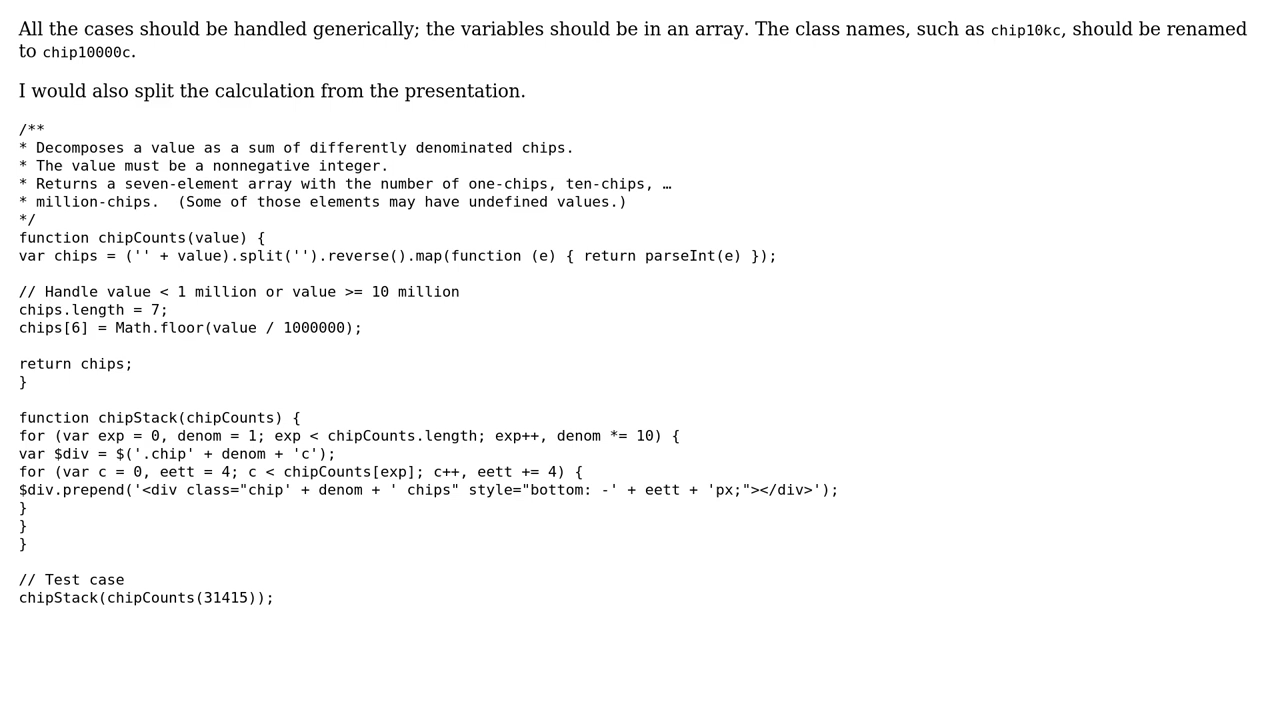 All the cases should be handled generically; the variables should be in an array. The class names, such as chip10kc, should be renamed
to chip10000c.
I would also split the calculation from the presentation.
/**
* Decomposes a value as a sum of differently denominated chips.
* The value must be a nonnegative integer.
* Returns a seven-element array with the number of one-chips, ten-chips, …
* million-chips.  (Some of those elements may have undefined values.)
*/
function chipCounts(value) {
var chips = ('' + value).split('').reverse().map(function (e) { return parseInt(e) });
// Handle value < 1 million or value >= 10 million
chips.length = 7;
chips[6] = Math.floor(value / 1000000);
return chips;
}
function chipStack(chipCounts) {
for (var exp = 0, denom = 1; exp < chipCounts.length; exp++, denom *= 10) {
var $div = $('.chip' + denom + 'c');
for (var c = 0, eett = 4; c < chipCounts[exp]; c++, eett += 4) {
$div.prepend('<div class="chip' + denom + ' chips" style="bottom: -' + eett + 'px;"></div>');
}
}
}
// Test case
chipStack(chipCounts(31415));